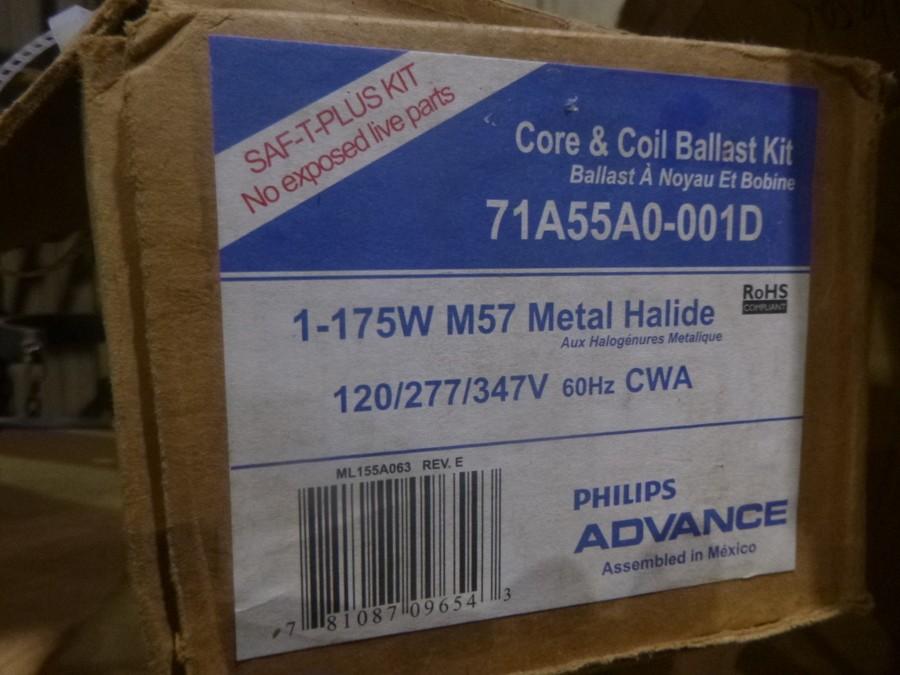 SAF-T-PLUS KIT
No exposed live parts
Core & Coil Ballast Kit
Ballast À Noyau Et Bobine
71A55A0-001D
RoHS
COMPLIANT
1-175W M57 Metal Halide
Aux Halogénures Metalique
120/277/347V 60Hz CWA
ML155A063 REV. E
7 81087 09654 3
PHILIPS
ADVANCE
Assembled in México